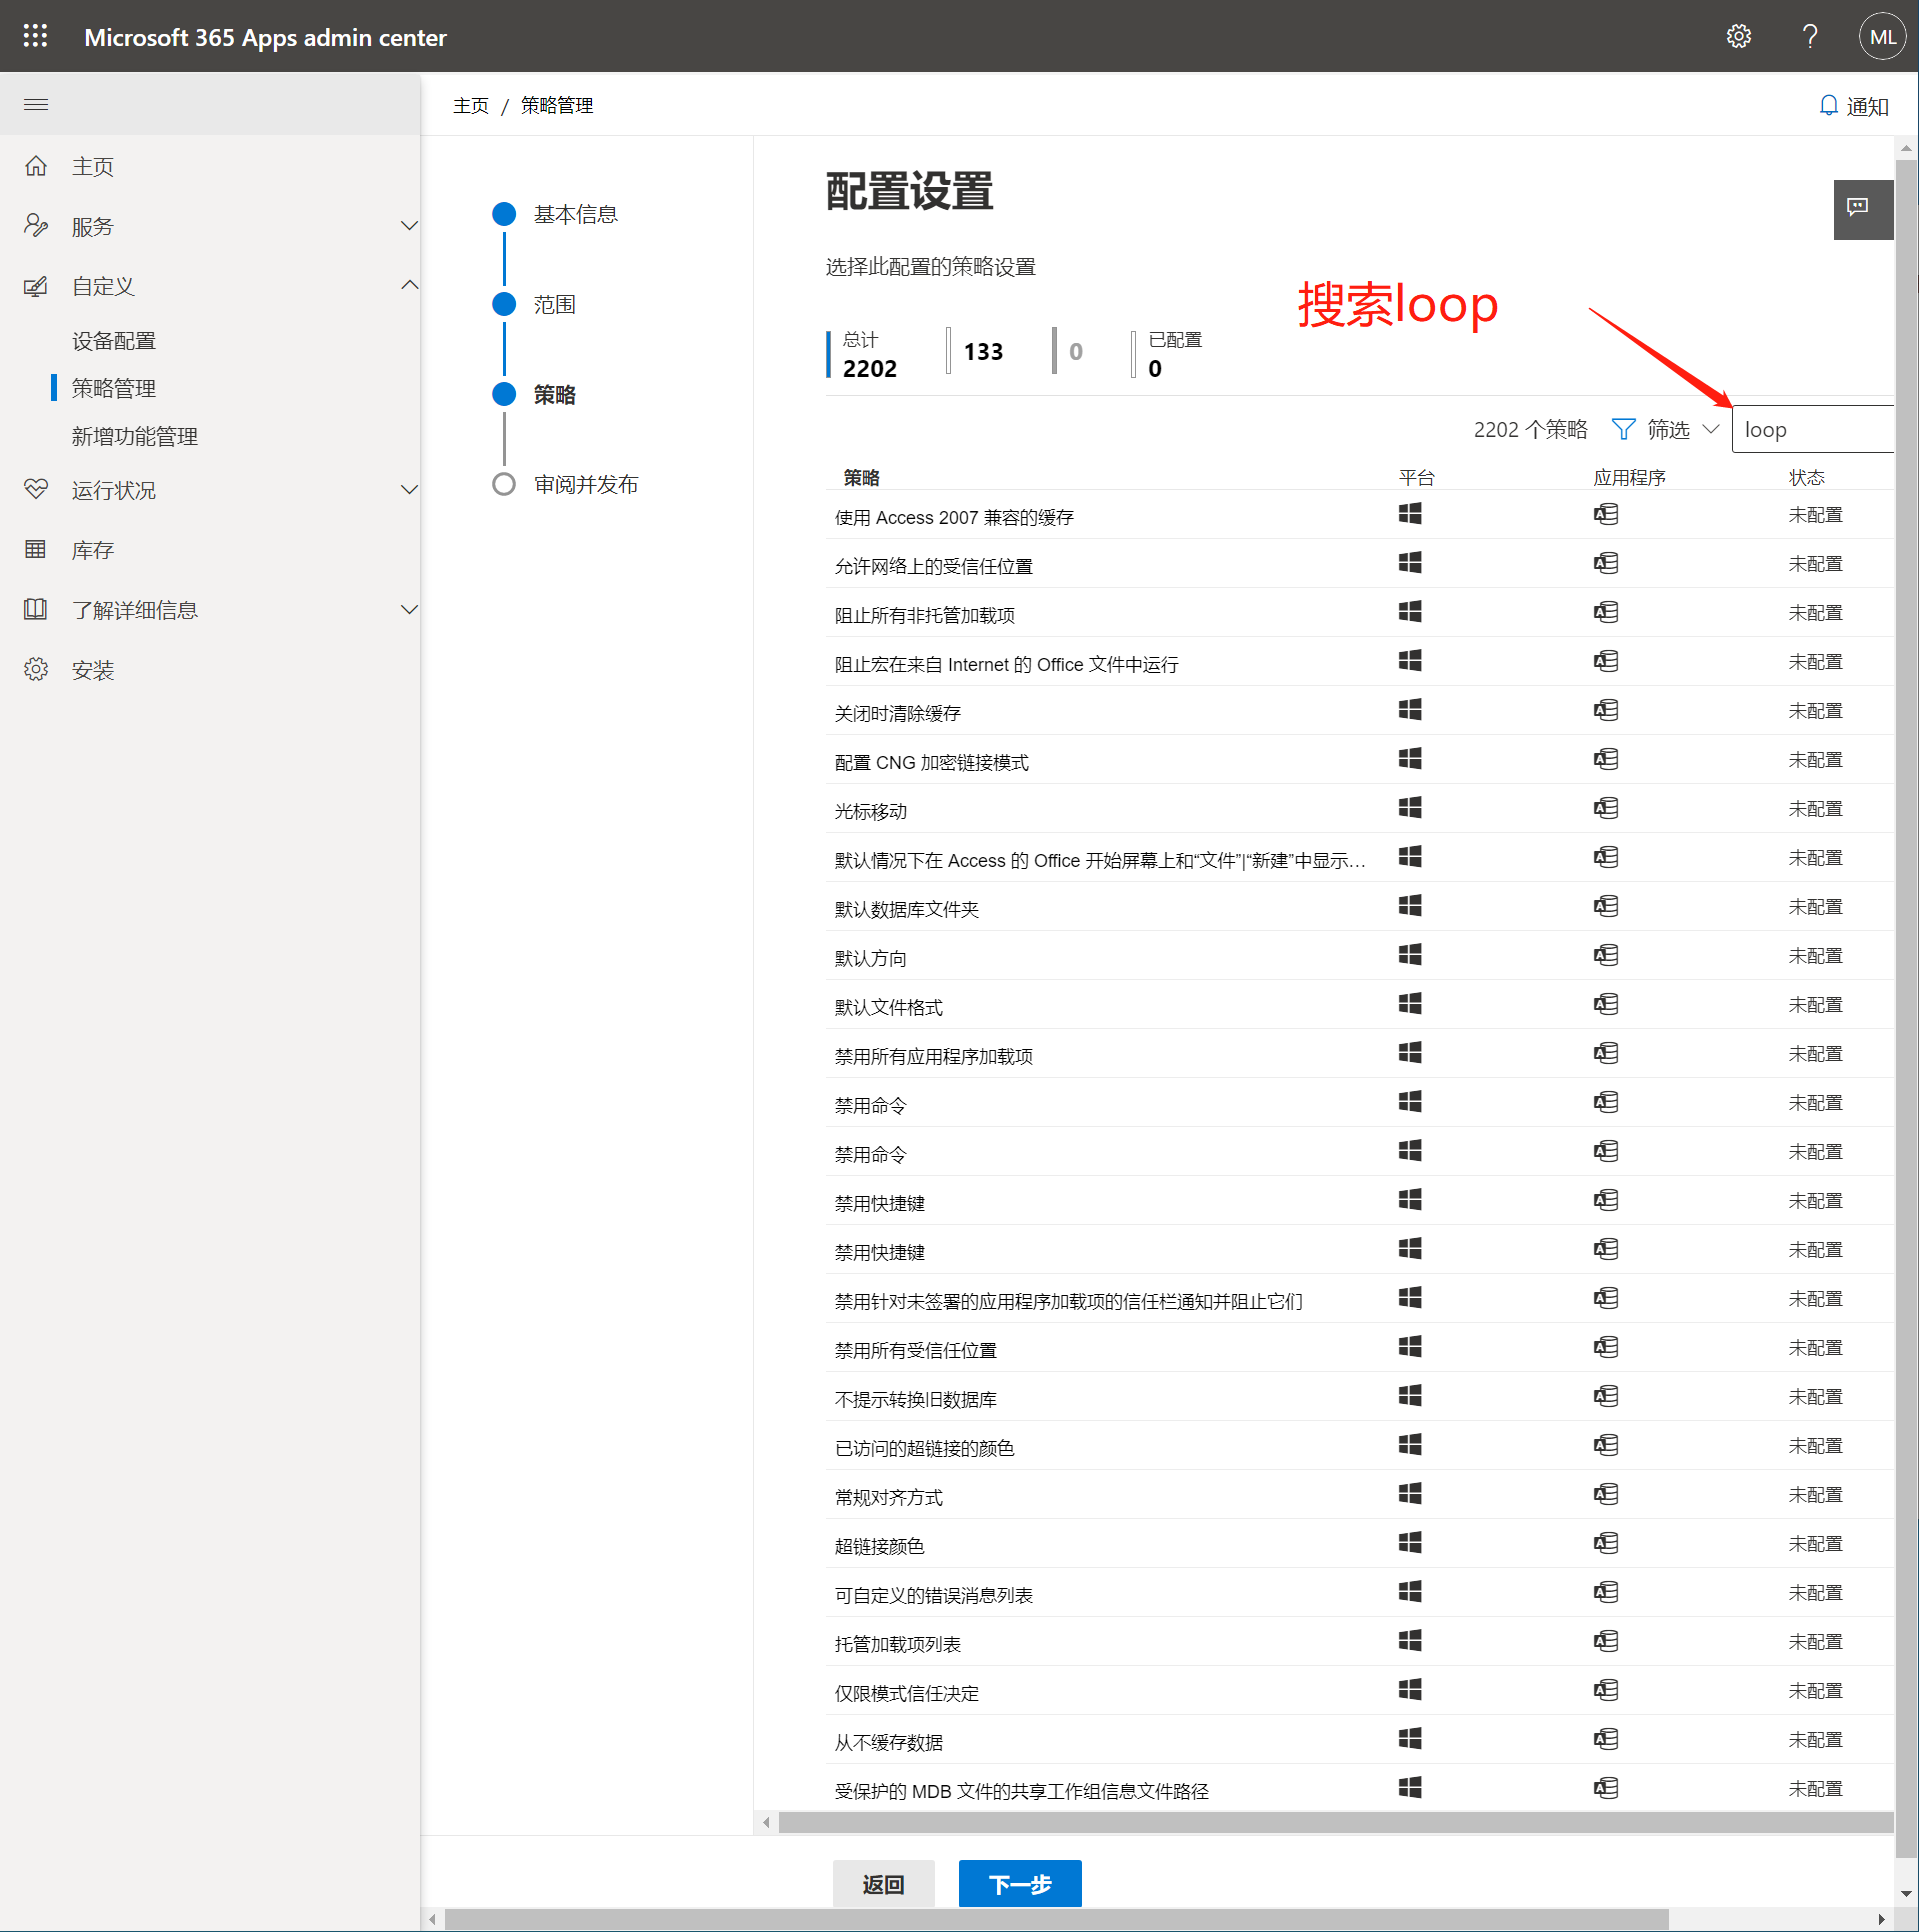 Microsoft 365 Apps admin center
ML
主页 / 策略管理
通知
主页
服务
自定义
设备配置
策略管理
新增功能管理
运行状况
库存
了解详细信息
安装
基本信息
范围
策略
审阅并发布
配置设置
选择此配置的策略设置
搜索loop
总计
2202
133
0
已配置
0
2202 个策略
筛选
loop
策略 平台 应用程序 状态
使用 Access 2007 兼容的缓存 未配置
允许网络上的受信任位置 未配置
阻止所有非托管加载项 未配置
阻止宏在来自 Internet 的 Office 文件中运行 未配置
关闭时清除缓存 未配置
配置 CNG 加密链接模式 未配置
光标移动 未配置
默认情况下在 Access 的 Office 开始屏幕上和“文件”|“新建”中显示... 未配置
默认数据库文件夹 未配置
默认方向 未配置
默认文件格式 未配置
禁用所有应用程序加载项 未配置
禁用命令 未配置
禁用命令 未配置
禁用快捷键 未配置
禁用快捷键 未配置
禁用针对未签署的应用程序加载项的信任栏通知并阻止它们 未配置
禁用所有受信任位置 未配置
不提示转换旧数据库 未配置
已访问的超链接的颜色 未配置
常规对齐方式 未配置
超链接颜色 未配置
可自定义的错误消息列表 未配置
托管加载项列表 未配置
仅限模式信任决定 未配置
从不缓存数据 未配置
受保护的 MDB 文件的共享工作组信息文件路径 未配置
返回
下一步